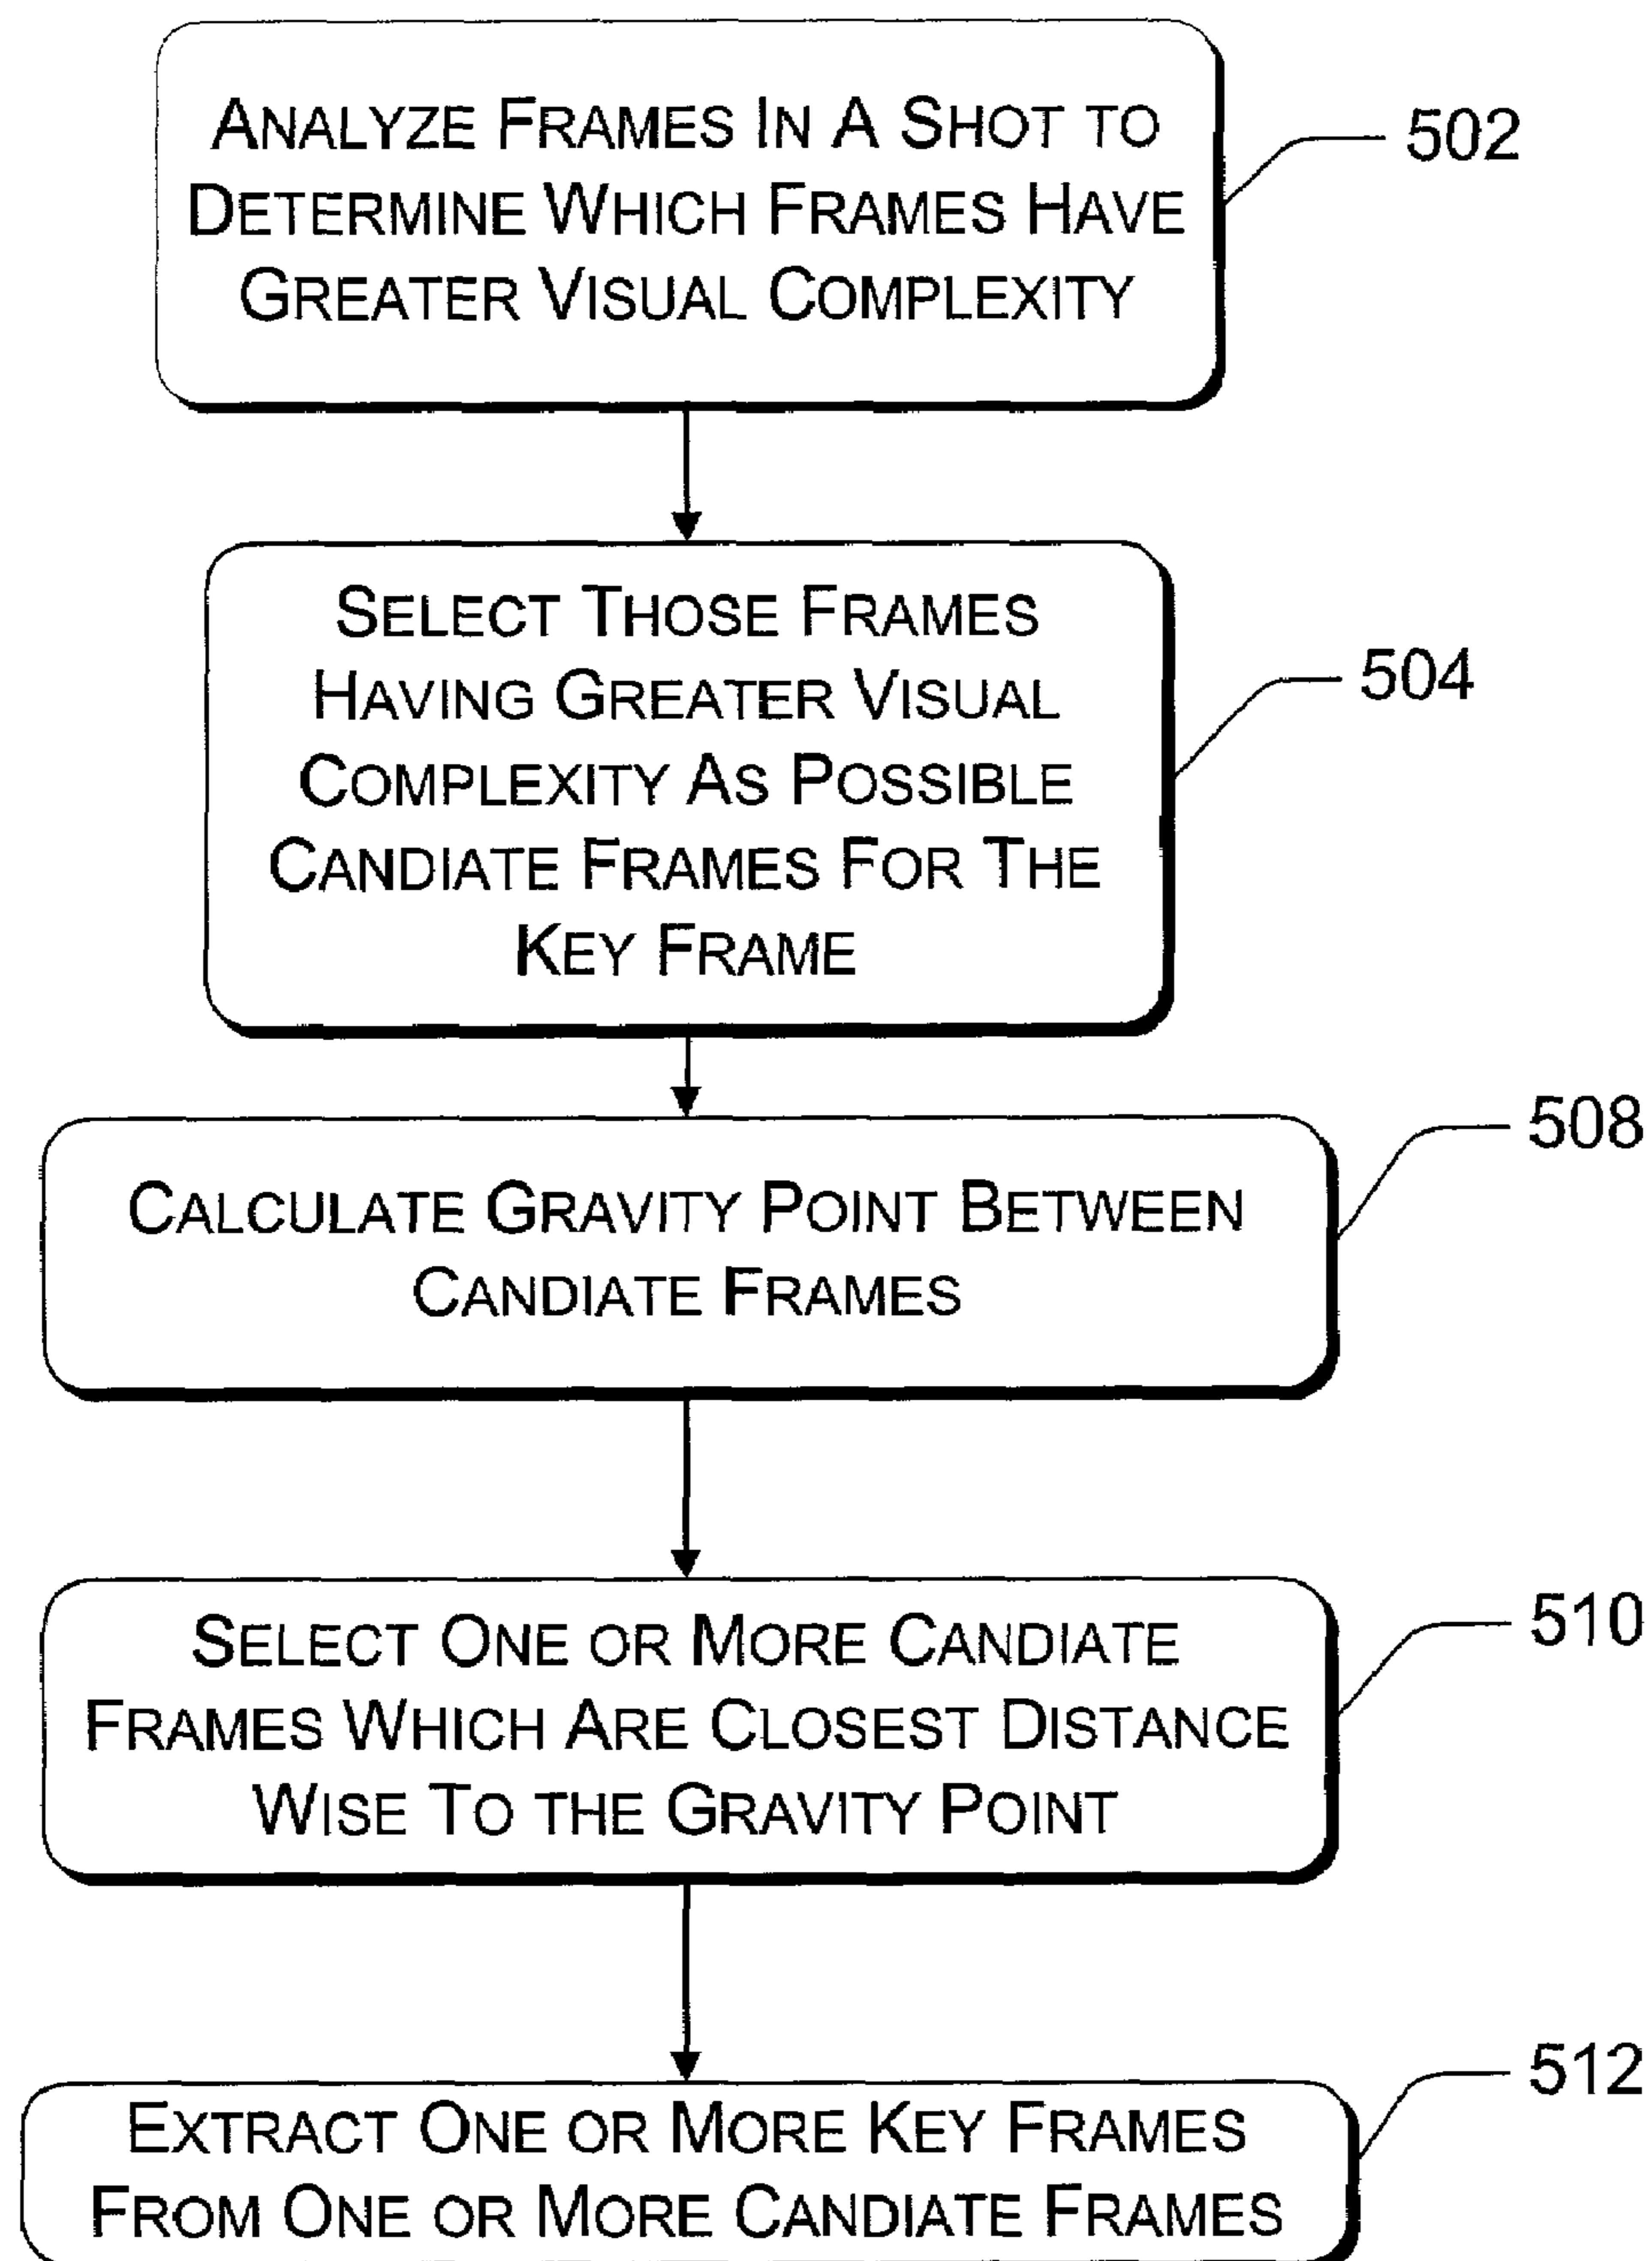 ANALYZE FRAMES IN A SHOT TO
DETERMINE WHICH FRAMES HAVE
GREATER VISUAL COMPLEXITY
502
SELECT THOSE FRAMES
HAVING GREATER VISUAL
COMPLEXITY AS POSSIBLE
CANDIATE FRAMES FOR THE
KEY FRAME
504
CALCULATE GRAVITY POINT BETWEEN
CANDIATE FRAMES
508
SELECT ONE OR MORE CANDIATE
FRAMES WHICH ARE CLOSEST DISTANCE
WISE TO THE GRAVITY POINT
510
EXTRACT ONE OR MORE KEY FRAMES
FROM ONE OR MORE CANDIATE FRAMES
512